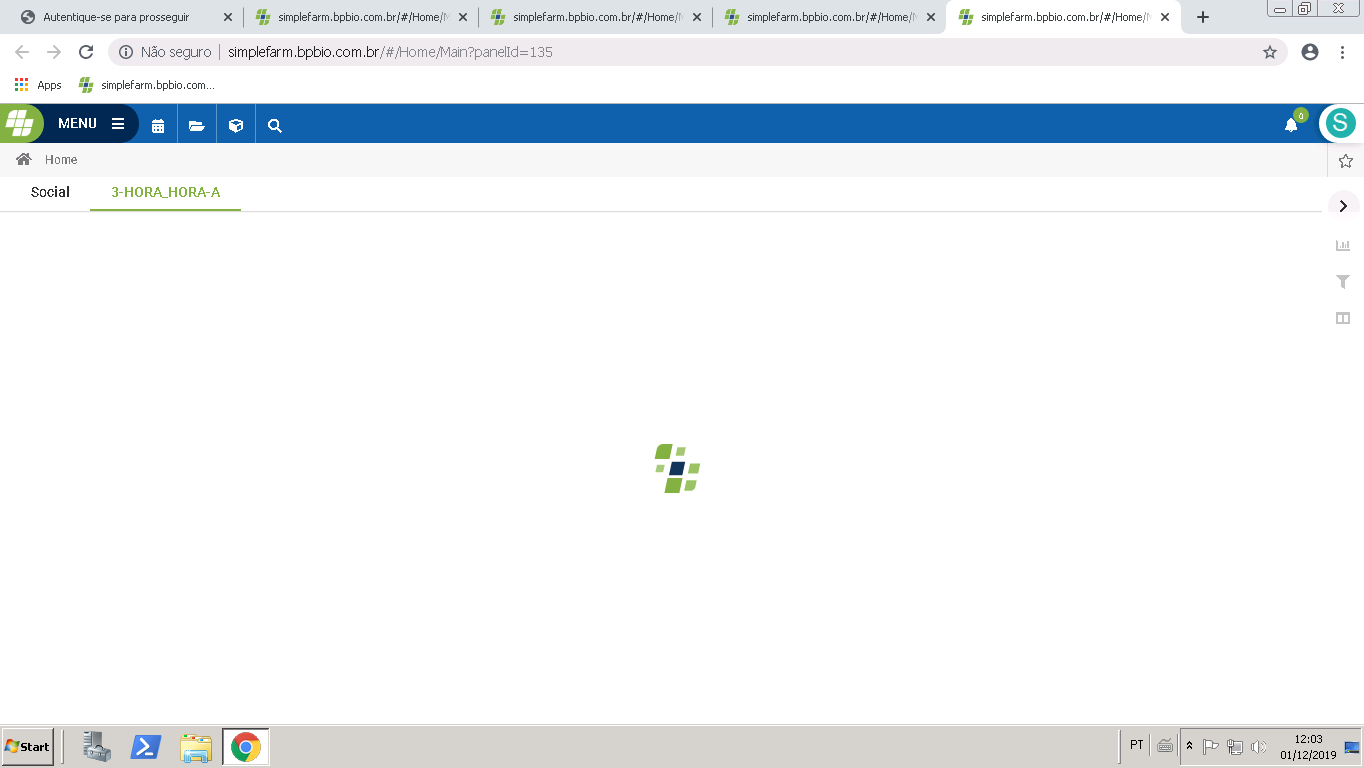 Autentique-se para prosseguir
simplefarm.bpbio.com.br/#/Home/M
simplefarm.bpbio.com.br/#/Home/M
simplefarm.bpbio.com.br/#/Home/M
simplefarm.bpbio.com.br/#/Home/M
Não seguro
simplefarm.bpbio.com.br/#/Home/Main?panelId=135
Apps
simplefarm.bpbio.com...
MENU
0
S
Home
Social
3-HORA_HORA-A
Start
PT
12:03
01/12/2019